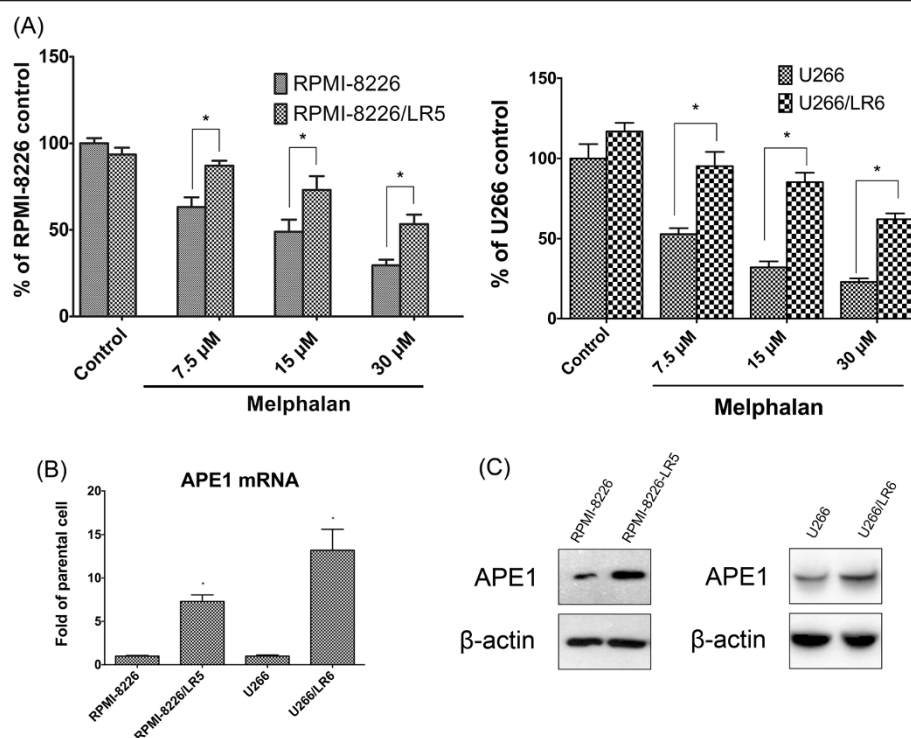 (A)
% of RPMI-8226 control
150
100
50
0
RPMI-8226
RPMI-8226/LR5
*
*
*
Control
7.5 µM
15 µM
30 µM
Melphalan
% of U266 control
150
100
50
0
U266
U266/LR6
*
*
*
Control
7.5 µM
15 µM
30 µM
Melphalan
(B)
APE1 mRNA
Fold of parental cell
20
15
10
5
0
*
*
RPMI-8226
RPMI-8226/LR5
U266
U266/LR6
(C)
RPMI-8226
RPMI-8226-LR5
APE1
β-actin
U266
U266/LR6
APE1
β-actin